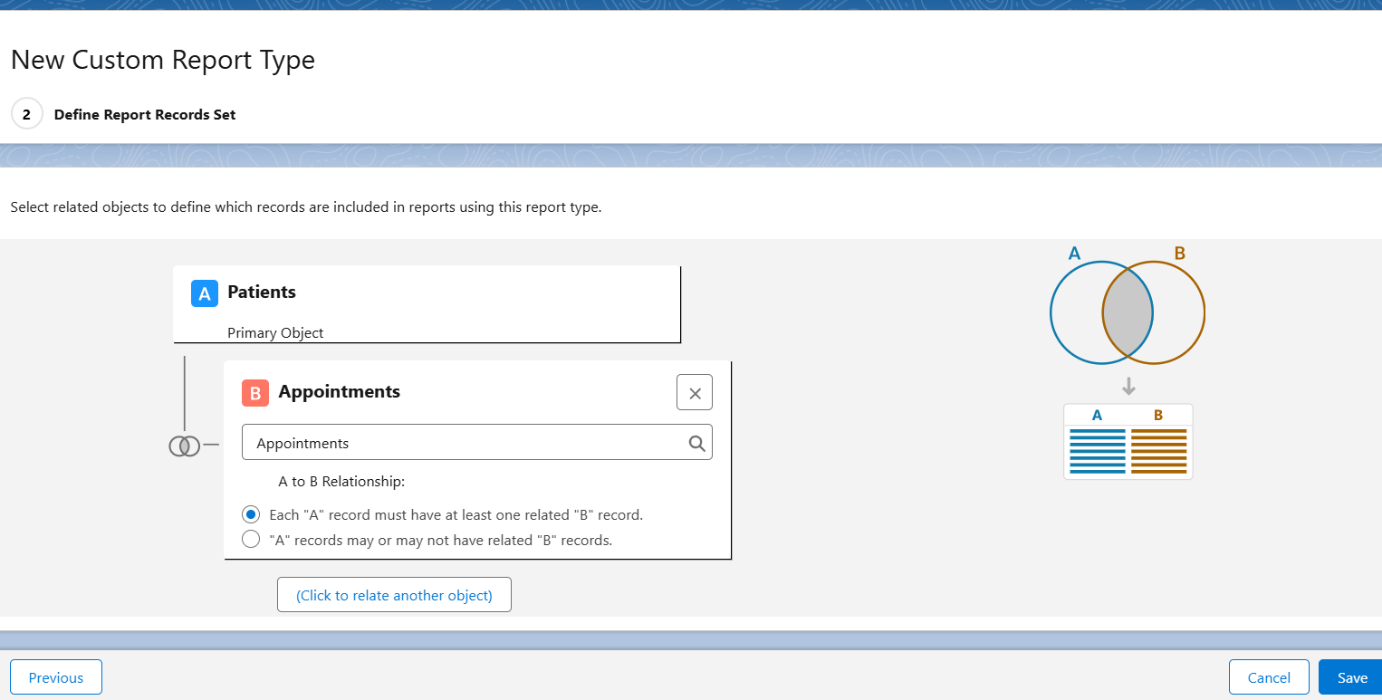 New Custom Report Type
2 Define Report Records Set
Select related objects to define which records are included in reports using this report type.
A Patients
Primary Object
B Appointments
Appointments
A to B Relationship:
Each "A" record must have at least one related "B" record.
"A" records may or may not have related "B" records.
(Click to relate another object)
A B
A B
Previous Cancel Save